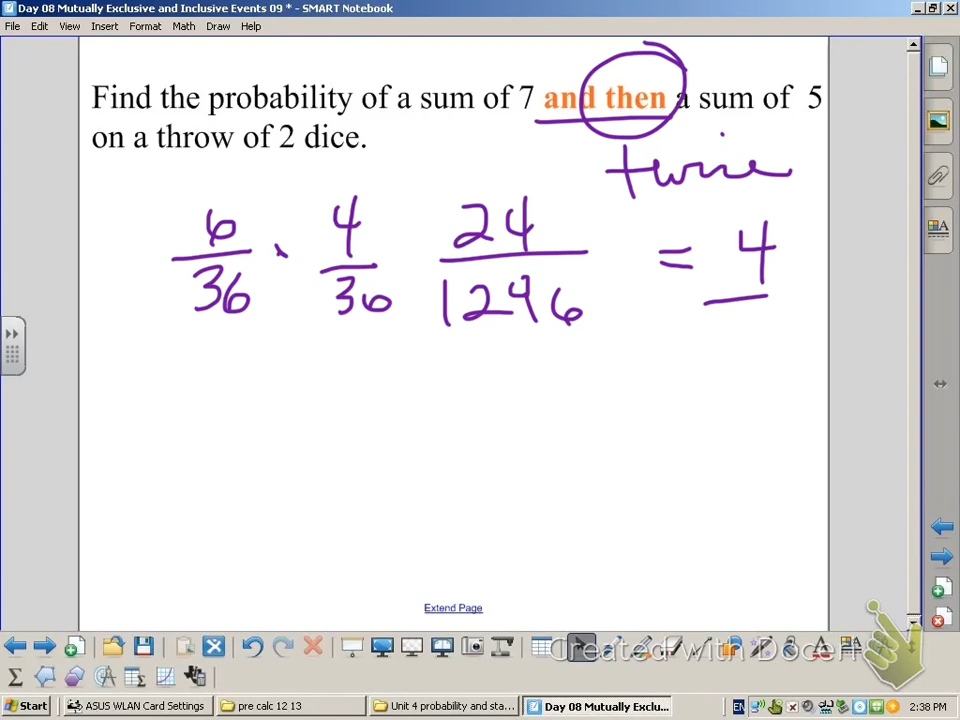 Day 08 Mutually Exclusive and Inclusive Events 09 * - SMART Notebook
File Edit View Insert Format Math Draw Help
Find the probability of a sum of 7 and then a sum of 5
on a throw of 2 dice.
twice
6/36 · 4/36 24/1296 = 4
Extend Page
Created with Doceri
Start ASUS WLAN Card Settings pre calc 12 13 Unit 4 probability and sta... Day 08 Mutually Exclu... EN 2:38 PM